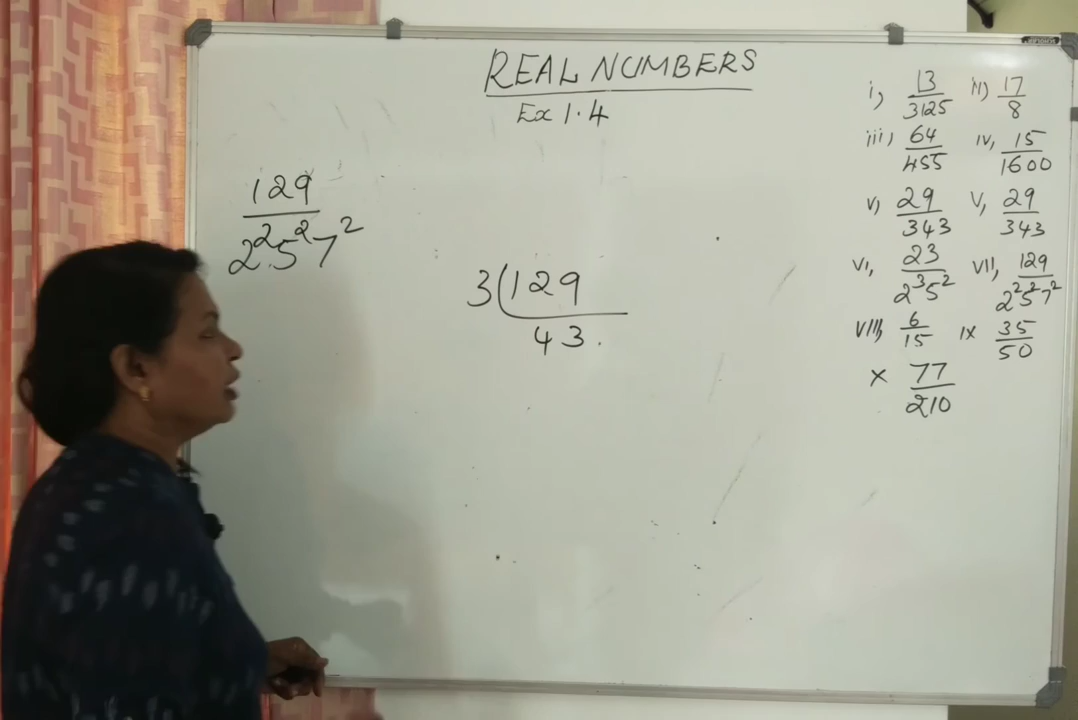 REAL NUMBERS
Ex 1.4
129
2²5²7²
3(129
43.
i, 13/3125 ii) 17/8
iii) 64/455 iv, 15/1600
v) 29/343 v, 29/343
vi, 23/2³5² vii, 129/2²5²7²
viii, 6/15 ix 35/50
x 77/210